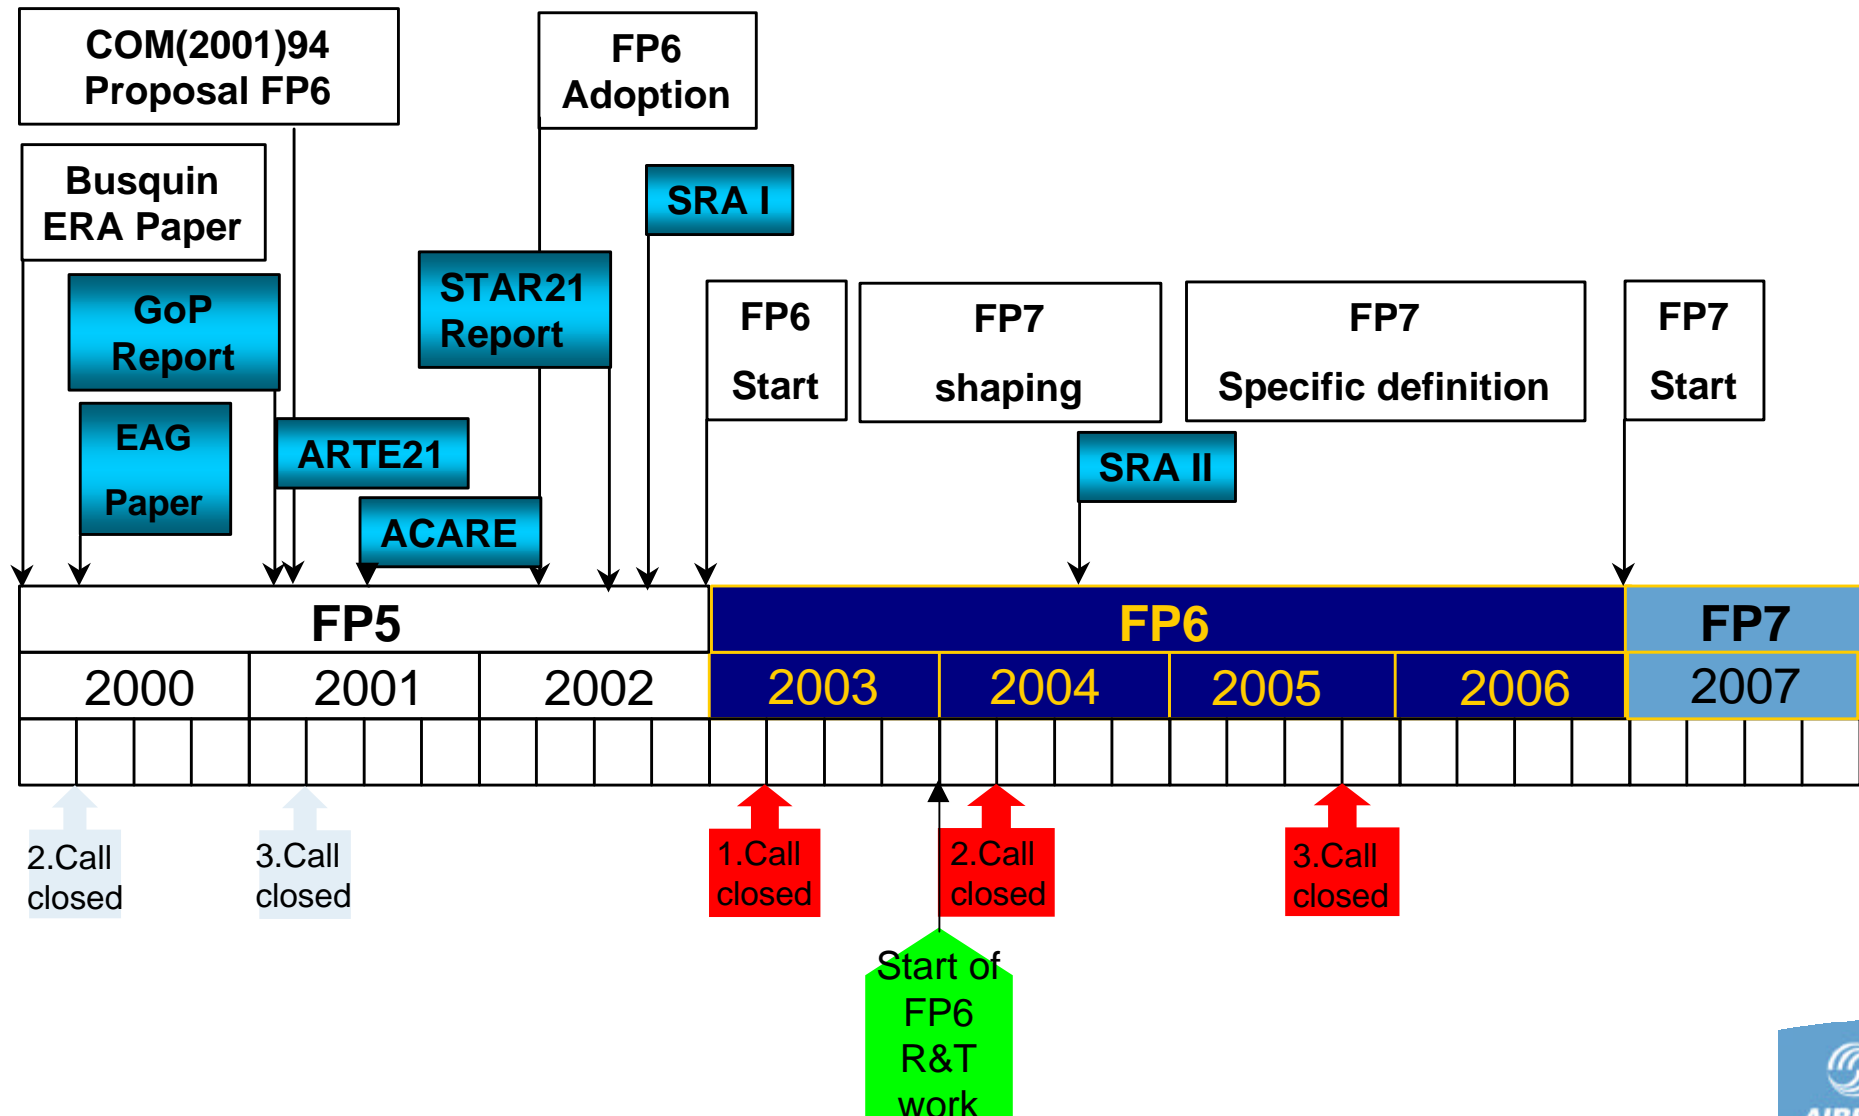 COM(2001)94
Proposal FP6
FP6
Adoption
Busquin
ERA Paper
SRA I
GoP
Report
STAR21
Report
FP6
Start
FP7
shaping
FP7
Specific definition
FP7
Start
EAG
Paper
ARTE21
SRA II
ACARE
FP5
FP6
FP7
2000
2001
2002
2003
2004
2005
2006
2007
2.Call
closed
3.Call
closed
1.Call
closed
2.Call
closed
3.Call
closed
Start of
FP6
R&T
work